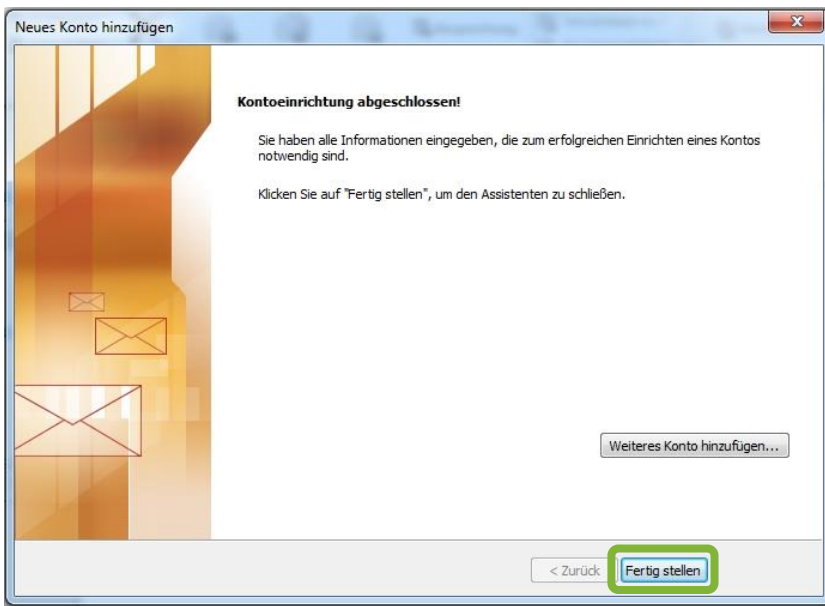 Neues Konto hinzufügen
Kontoeinrichtung abgeschlossen!
Sie haben alle Informationen eingegeben, die zum erfolgreichen Einrichten eines Kontos
notwendig sind.
Klicken Sie auf "Fertig stellen", um den Assistenten zu schließen.
Weiteres Konto hinzufügen...
< Zurück
Fertig stellen